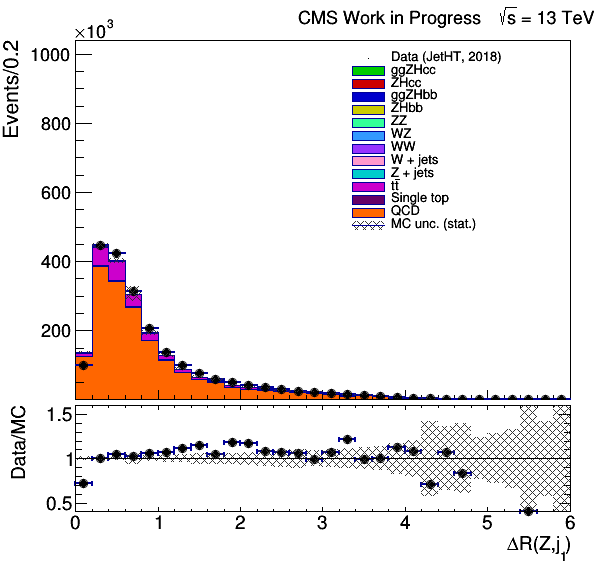 CMS Work in Progress √s = 13 TeV
×10³
Events/0.2
1000
800
600
400
200
Data (JetHT, 2018)
ggZHcc
ZHcc
ggZHbb
ZHbb
ZZ
WZ
WW
W + jets
Z + jets
tt̄
Single top
QCD
MC unc. (stat.)
Data/MC
1.5
1
0.5
0 1 2 3 4 5 6
ΔR(Z,j₁)